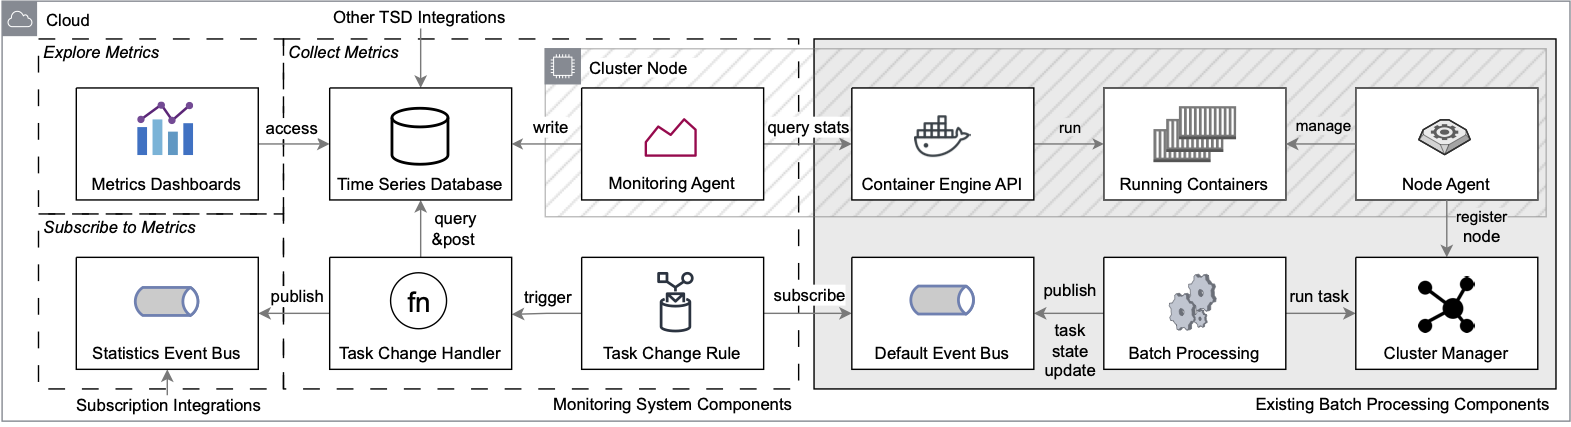 Cloud
Other TSD Integrations
Explore Metrics
Collect Metrics
Cluster Node
access
write
query stats
run
manage
Metrics Dashboards
Time Series Database
Monitoring Agent
Container Engine API
Running Containers
Node Agent
Subscribe to Metrics
query
&post
register
node
publish
fn
trigger
subscribe
publish
task
state
update
run task
Statistics Event Bus
Task Change Handler
Task Change Rule
Default Event Bus
Batch Processing
Cluster Manager
Subscription Integrations
Monitoring System Components
Existing Batch Processing Components